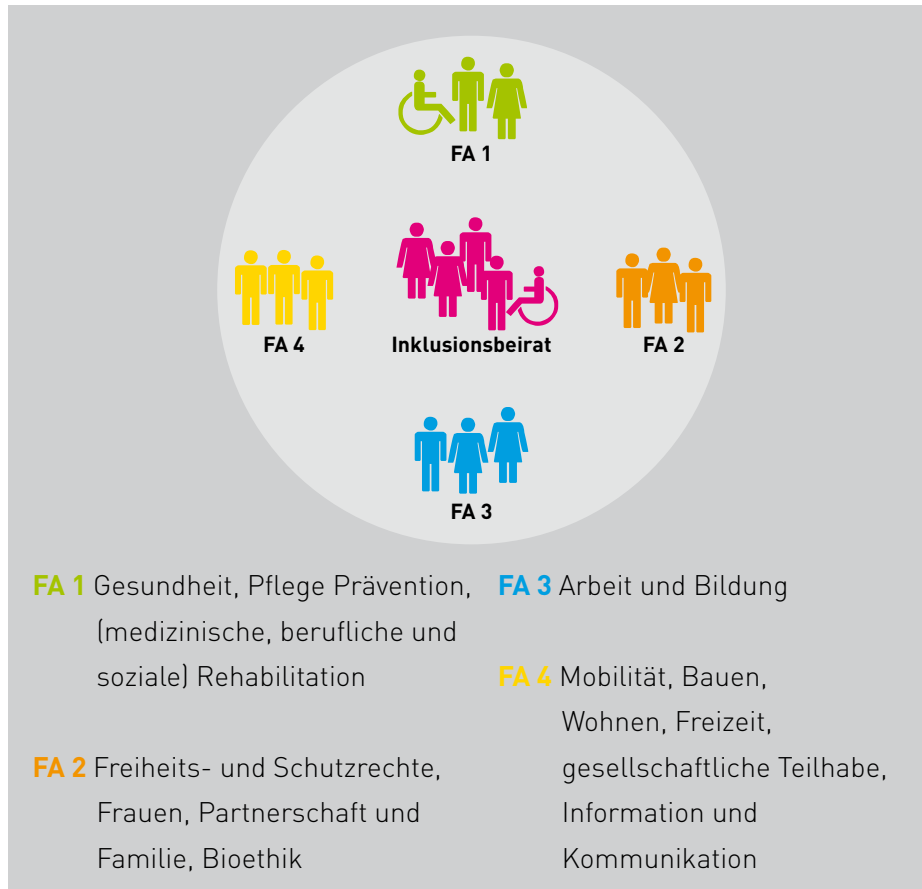 FA 1
FA 4
Inklusionsbeirat
FA 2
FA 3
FA 1 Gesundheit, Pflege Prävention,
(medizinische, berufliche und
soziale) Rehabilitation
FA 2 Freiheits- und Schutzrechte,
Frauen, Partnerschaft und
Familie, Bioethik
FA 3 Arbeit und Bildung
FA 4 Mobilität, Bauen,
Wohnen, Freizeit,
gesellschaftliche Teilhabe,
Information und
Kommunikation